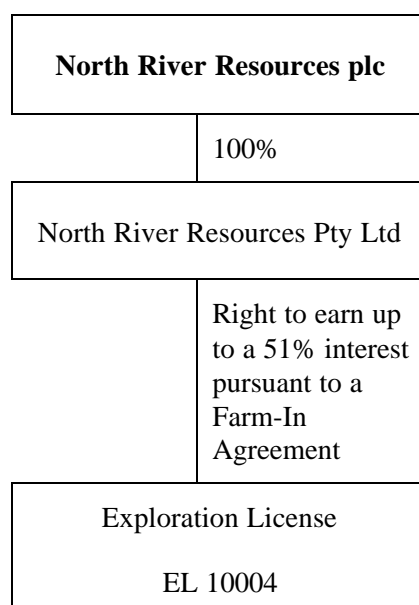 North River Resources plc
100%
North River Resources Pty Ltd
Right to earn up
to a 51% interest
pursuant to a
Farm-In
Agreement
Exploration License
EL 10004